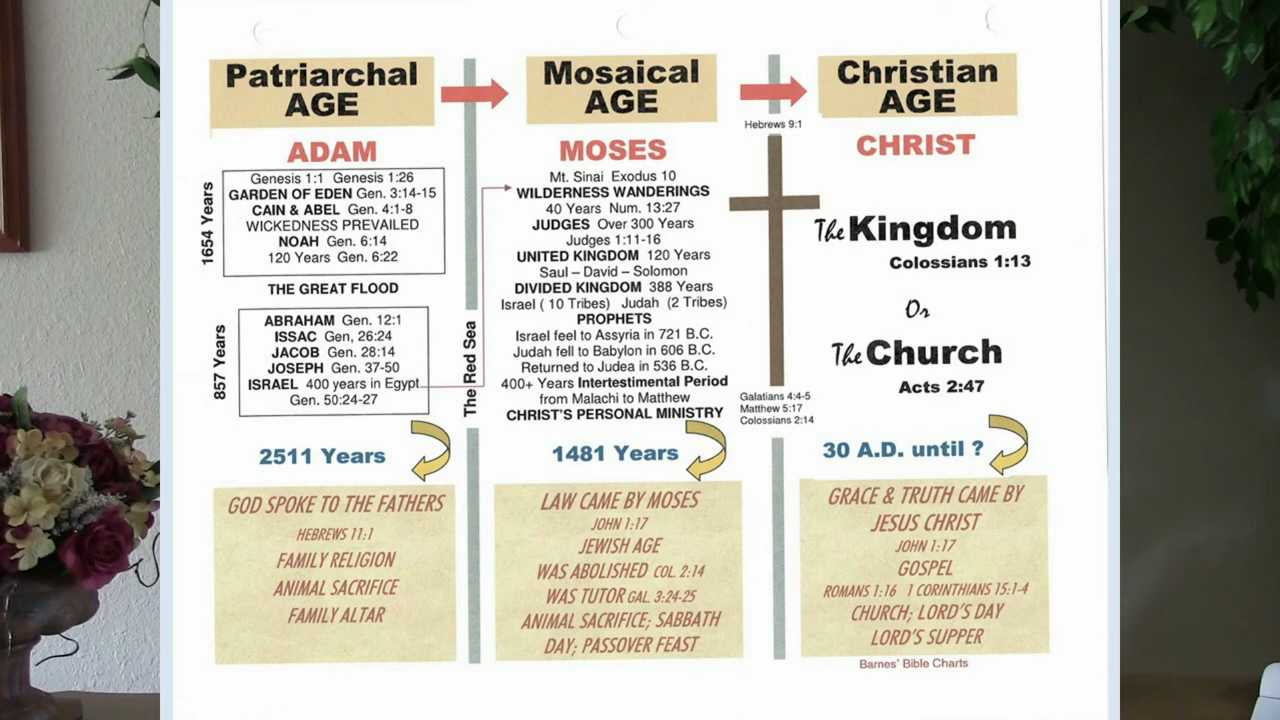 Patriarchal
AGE
ADAM
1654 Years
Genesis 1:1 Genesis 1:26
GARDEN OF EDEN Gen. 3:14-15
CAIN & ABEL Gen. 4:1-8
WICKEDNESS PREVAILED
NOAH Gen. 6:14
120 Years Gen. 6:22
THE GREAT FLOOD
857 Years
ABRAHAM Gen. 12:1
ISSAC Gen, 26:24
JACOB Gen. 28:14
JOSEPH Gen. 37-50
ISRAEL 400 years in Egypt
Gen. 50:24-27
2511 Years
GOD SPOKE TO THE FATHERS
HEBREWS 11:1
FAMILY RELIGION
ANIMAL SACRIFICE
FAMILY ALTAR
The Red Sea
Mosaical
AGE
MOSES
Mt. Sinai Exodus 10
WILDERNESS WANDERINGS
40 Years Num. 13:27
JUDGES Over 300 Years
Judges 1:11-16
UNITED KINGDOM 120 Years
Saul – David – Solomon
DIVIDED KINGDOM 388 Years
Israel ( 10 Tribes) Judah (2 Tribes)
PROPHETS
Israel feel to Assyria in 721 B.C.
Judah fell to Babylon in 606 B.C.
Returned to Judea in 536 B.C.
400+ Years Intertestimental Period
from Malachi to Matthew
CHRIST'S PERSONAL MINISTRY
1481 Years
LAW CAME BY MOSES
JOHN 1:17
JEWISH AGE
WAS ABOLISHED COL. 2:14
WAS TUTOR GAL. 3:24-25
ANIMAL SACRIFICE; SABBATH
DAY; PASSOVER FEAST
Hebrews 9:1
Galatians 4:4-5
Matthew 5:17
Colossians 2:14
Christian
AGE
CHRIST
The Kingdom
Colossians 1:13
Or
The Church
Acts 2:47
30 A.D. until ?
GRACE & TRUTH CAME BY
JESUS CHRIST
JOHN 1:17
GOSPEL
ROMANS 1:16 1 CORINTHIANS 15:1-4
CHURCH; LORD'S DAY
LORD'S SUPPER
Barnes' Bible Charts